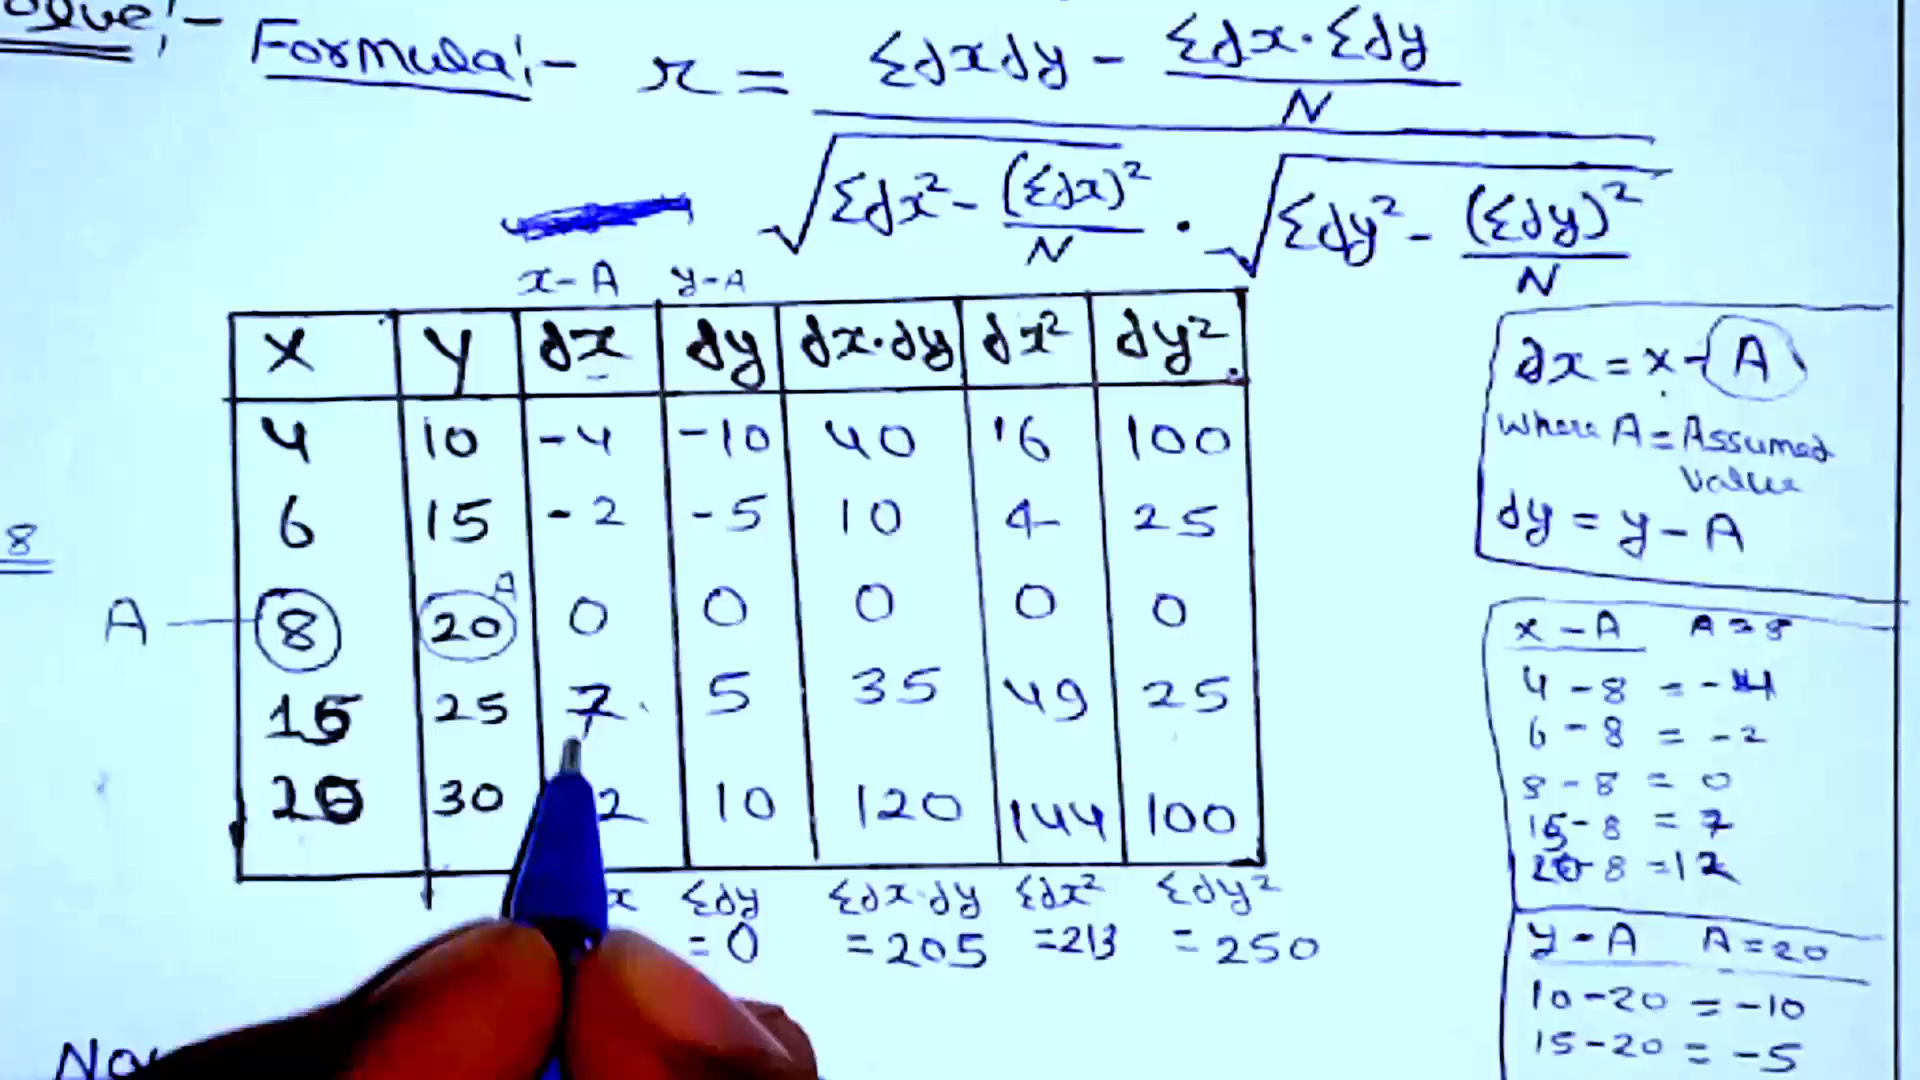 Solve:-
Formula:- r = Σdxdy - Σdx·Σdy / N
√Σdx² - (Σdx)² / N · √Σdy² - (Σdy)² / N
x-A y-A
x y dx dy dx·dy dx² dy²
4 10 -4 -10 40 16 100
6 15 -2 -5 10 4 25
A 8 20 A 0 0 0 0 0
15 25 7 5 35 49 25
20 30 2 10 120 144 100
x Σdy Σdx·dy Σdx² Σdy²
=0 =205 =213 =250
8
dx = x - A
where A = Assumed
value
dy = y - A
x - A A = 8
4 - 8 = -4
6 - 8 = -2
8 - 8 = 0
15 - 8 = 7
20 - 8 = 12
y - A A = 20
10 - 20 = -10
15 - 20 = -5